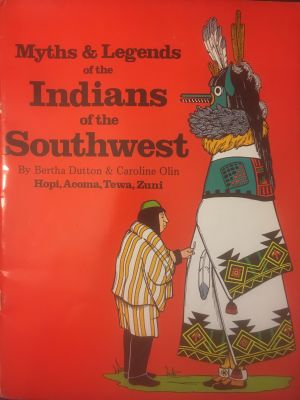 Myths & Legends
of the
Indians
of the
Southwest
By Bertha Dutton & Caroline Olin
Hopi, Acoma, Tewa, Zuni